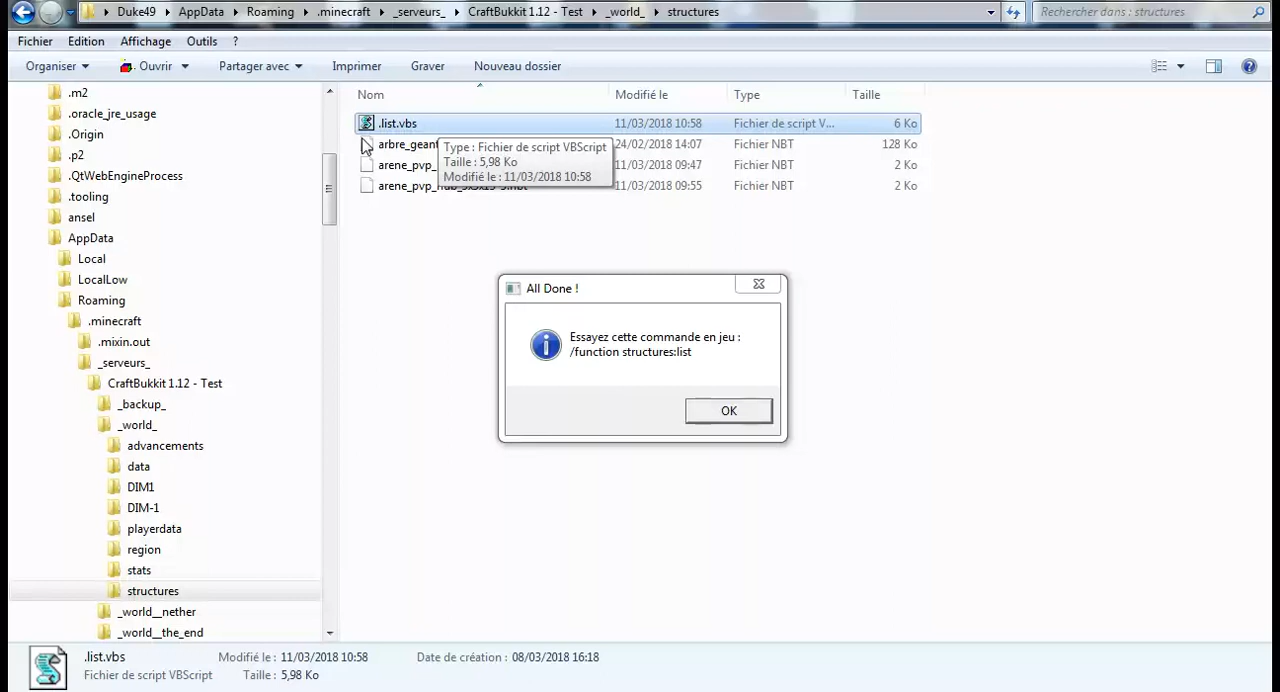 Duke49 ▸ AppData ▸ Roaming ▸ .minecraft ▸ _serveurs_ ▸ CraftBukkit 1.12 - Test ▸ _world_ ▸ structures
Rechercher dans : structures
Fichier Edition Affichage Outils ?
Organiser Ouvrir Partager avec Imprimer Graver Nouveau dossier
.m2
.oracle_jre_usage
.Origin
.p2
.QtWebEngineProcess
.tooling
ansel
AppData
Local
LocalLow
Roaming
.minecraft
.mixin.out
_serveurs_
CraftBukkit 1.12 - Test
_backup_
_world_
advancements
data
DIM1
DIM-1
playerdata
region
stats
structures
_world__nether
_world__the_end
Nom Modifié le Type Taille
.list.vbs 11/03/2018 10:58 Fichier de script V... 6 Ko
arbre_geant 24/02/2018 14:07 Fichier NBT 128 Ko
arene_pvp_ 11/03/2018 09:47 Fichier NBT 2 Ko
arene_pvp_ 11/03/2018 09:55 Fichier NBT 2 Ko
Type : Fichier de script VBScript
Taille : 5,98 Ko
Modifié le : 11/03/2018 10:58
All Done !
Essayez cette commande en jeu :
/function structures:list
OK
.list.vbs Modifié le : 11/03/2018 10:58 Date de création : 08/03/2018 16:18
Fichier de script VBScript Taille : 5,98 Ko